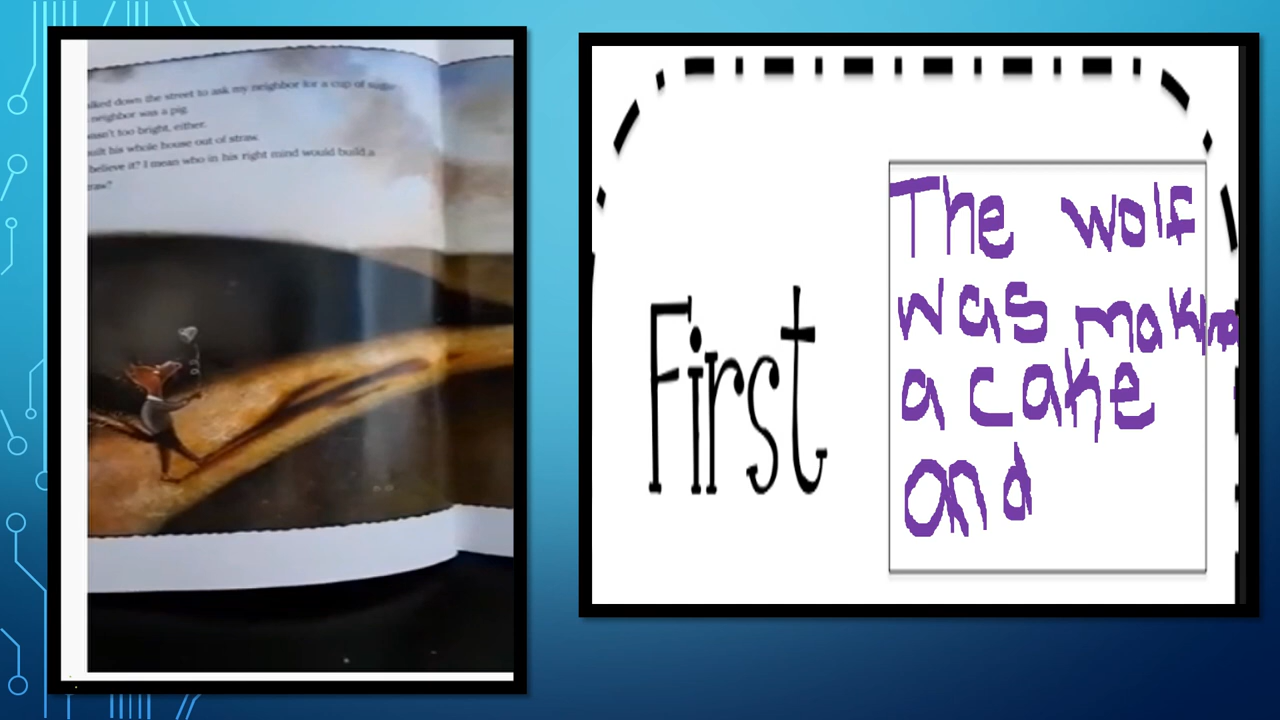 alked down the street to ask my neighbor for a cup of sugar
neighbor was a pig.
wasn't too bright, either.
uilt his whole house out of straw.
believe it? I mean who in his right mind would build a
traw?
First
The wolf
was making
a cake
and